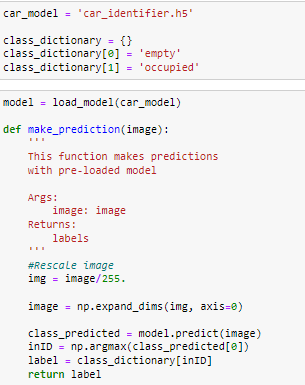 car_model = 'car_identifier.h5'
class_dictionary = {}
class_dictionary[0] = 'empty'
class_dictionary[1] = 'occupied'
model = load_model(car_model)
def make_prediction(image):
'''
This function makes predictions
with pre-loaded model
Args:
image: image
Returns:
labels
'''
#Rescale image
img = image/255.
image = np.expand_dims(img, axis=0)
class_predicted = model.predict(image)
inID = np.argmax(class_predicted[0])
label = class_dictionary[inID]
return label